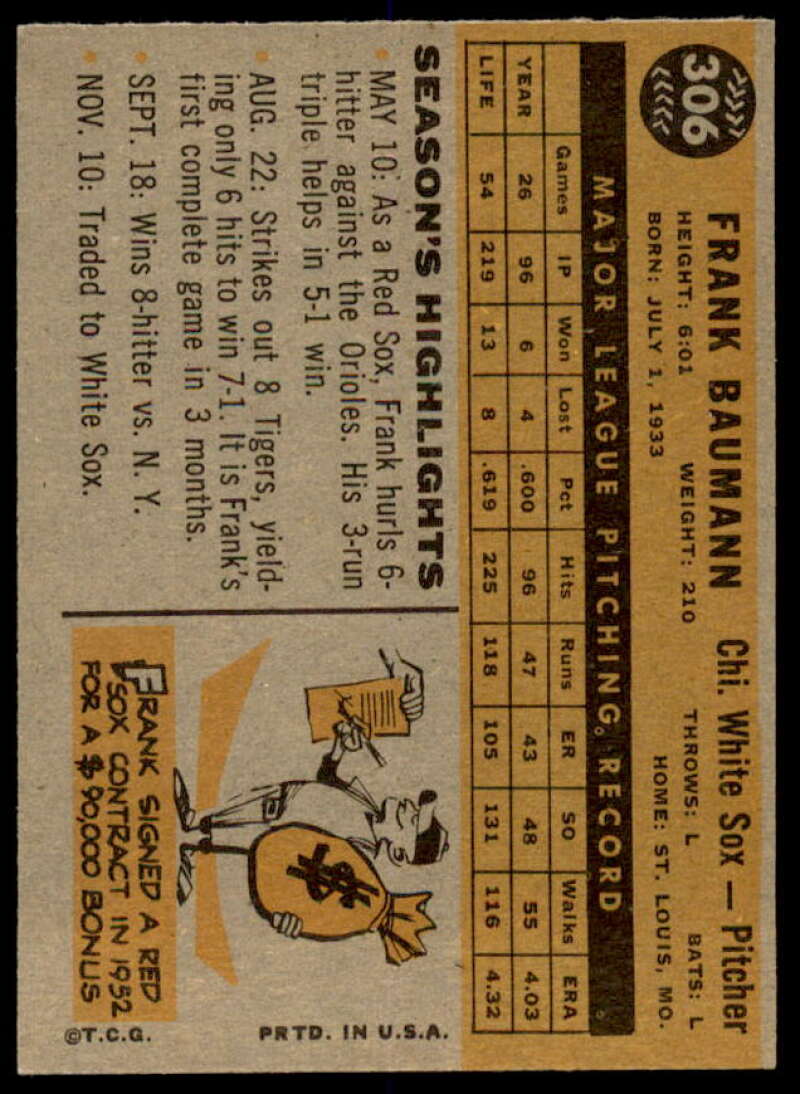 306
FRANK BAUMANN Chi. White Sox — Pitcher
HEIGHT: 6:01 WEIGHT: 210 THROWS: L BATS: L
BORN: JULY 1, 1933 HOME: ST. LOUIS, MO.
MAJOR LEAGUE PITCHING RECORD
Games IP Won Lost Pct Hits Runs ER SO Walks ERA
YEAR 26 96 6 4 .600 96 47 43 48 55 4.03
LIFE 54 219 13 8 .619 225 118 105 131 116 4.32
SEASON'S HIGHLIGHTS
• MAY 10: As a Red Sox, Frank hurls 6-
hitter against the Orioles. His 3-run
triple helps in 5-1 win.
• AUG. 22: Strikes out 8 Tigers, yield-
ing only 6 hits to win 7-1. It is Frank's
first complete game in 3 months.
• SEPT. 18: Wins 8-hitter vs. N. Y.
• NOV. 10: Traded to White Sox.
$
FRANK SIGNED A RED
SOX CONTRACT IN 1952
FOR A $90,000 BONUS
©T.C.G. PRTD. IN U.S.A.